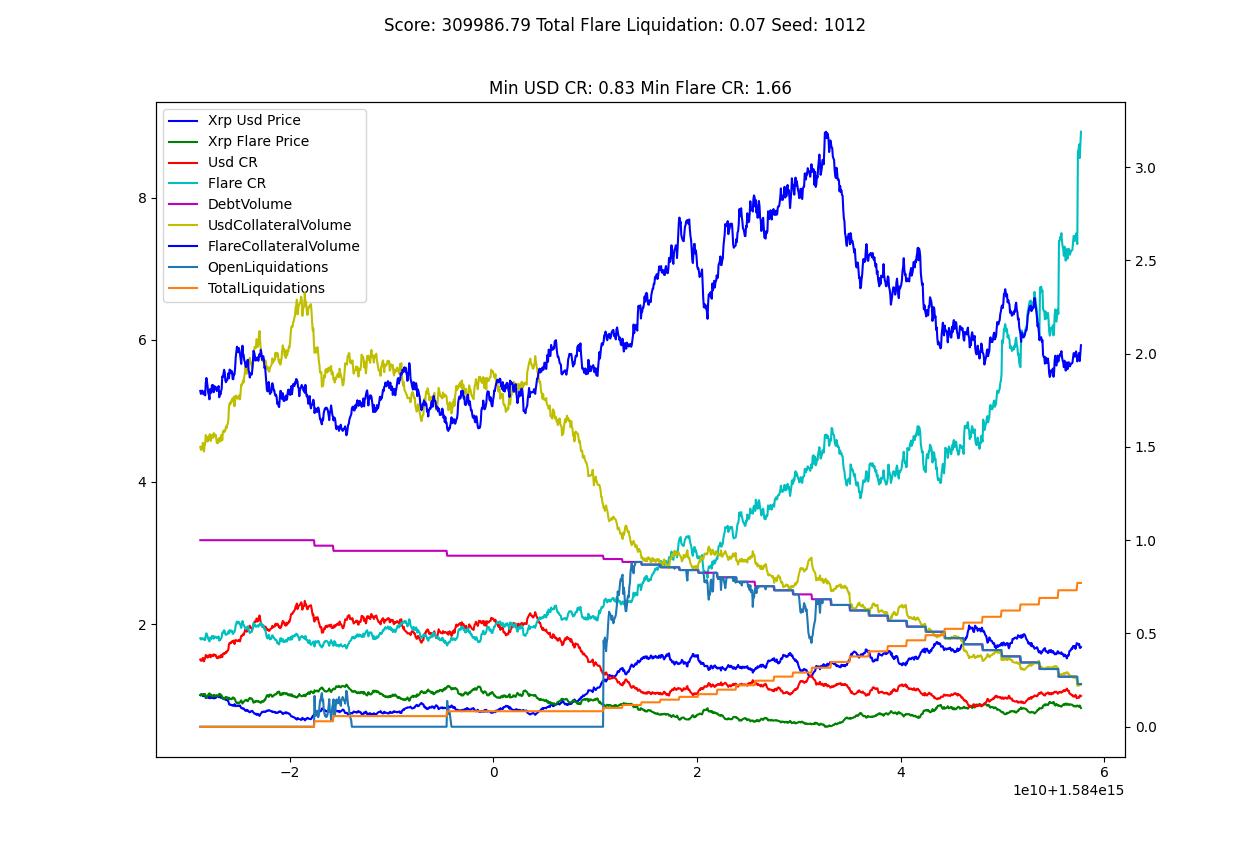 Score: 309986.79 Total Flare Liquidation: 0.07 Seed: 1012
Min USD CR: 0.83 Min Flare CR: 1.66
Xrp Usd Price
Xrp Flare Price
Usd CR
Flare CR
DebtVolume
UsdCollateralVolume
FlareCollateralVolume
OpenLiquidations
TotalLiquidations
8
6
4
2
3.0
2.5
2.0
1.5
1.0
0.5
0.0
−2
0
2
4
6
1e10+1.584e15